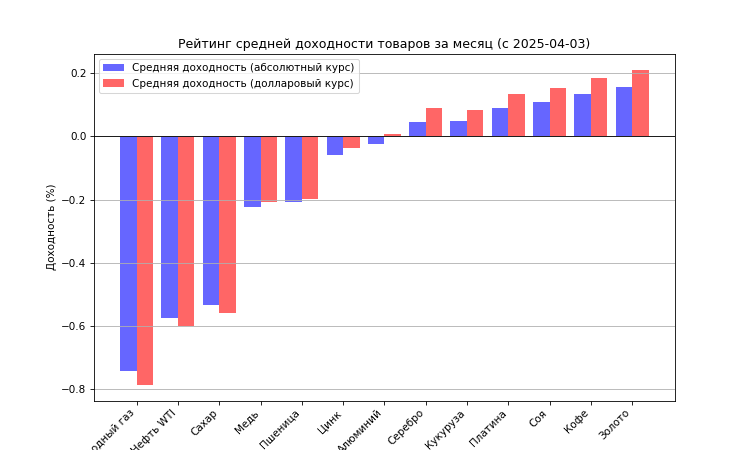 Рейтинг средней доходности товаров за месяц (с 2025-04-03)
Средняя доходность (абсолютный курс)
Средняя доходность (долларовый курс)
Доходность (%)
0.2
0.0
−0.2
−0.4
−0.6
−0.8
одный газ
Нефть WTI
Сахар
Медь
Пшеница
Цинк
Алюминий
Серебро
Кукуруза
Платина
Соя
Кофе
Золото